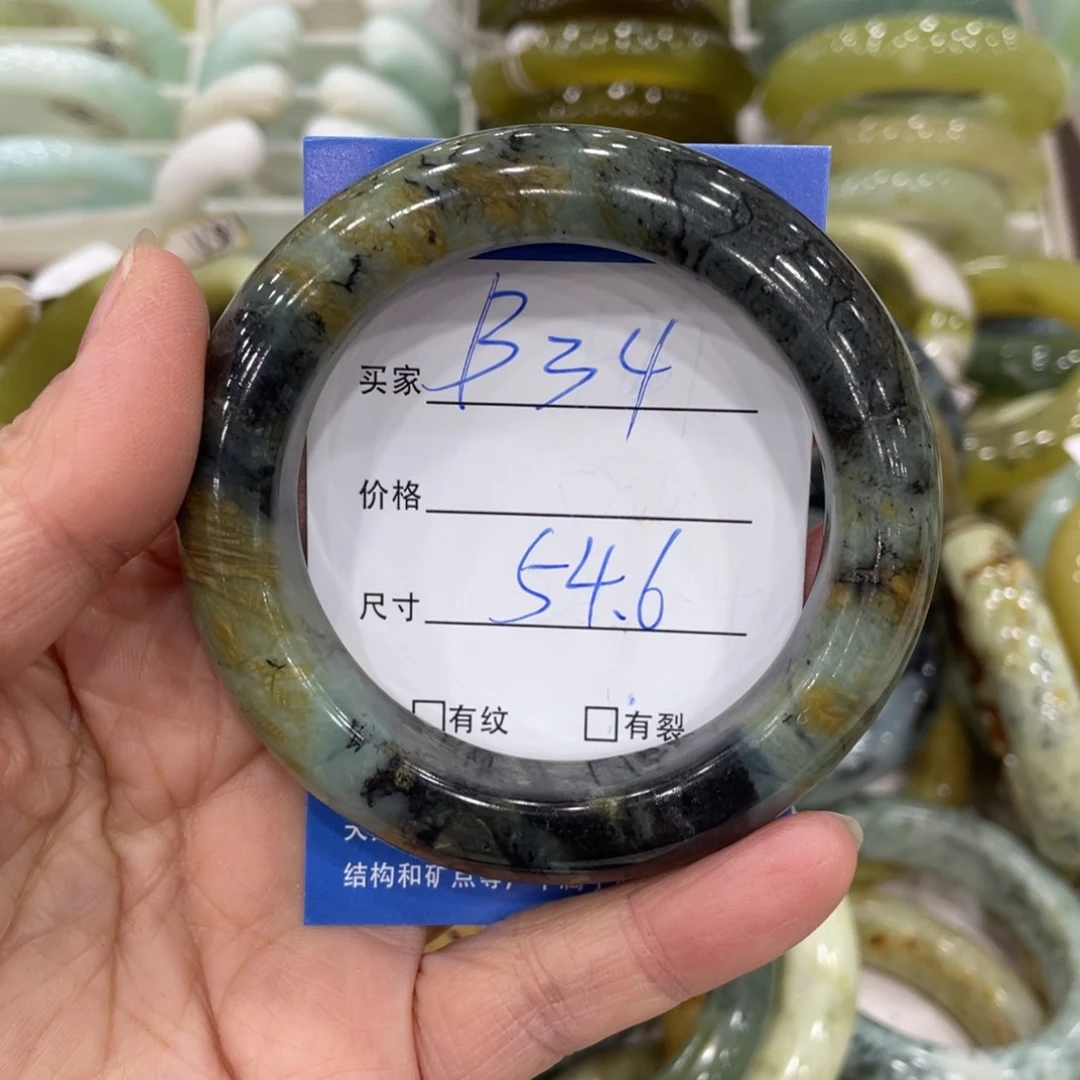 买家 B34
价格
尺寸 54.6
□有纹 □有裂
结构和矿点等